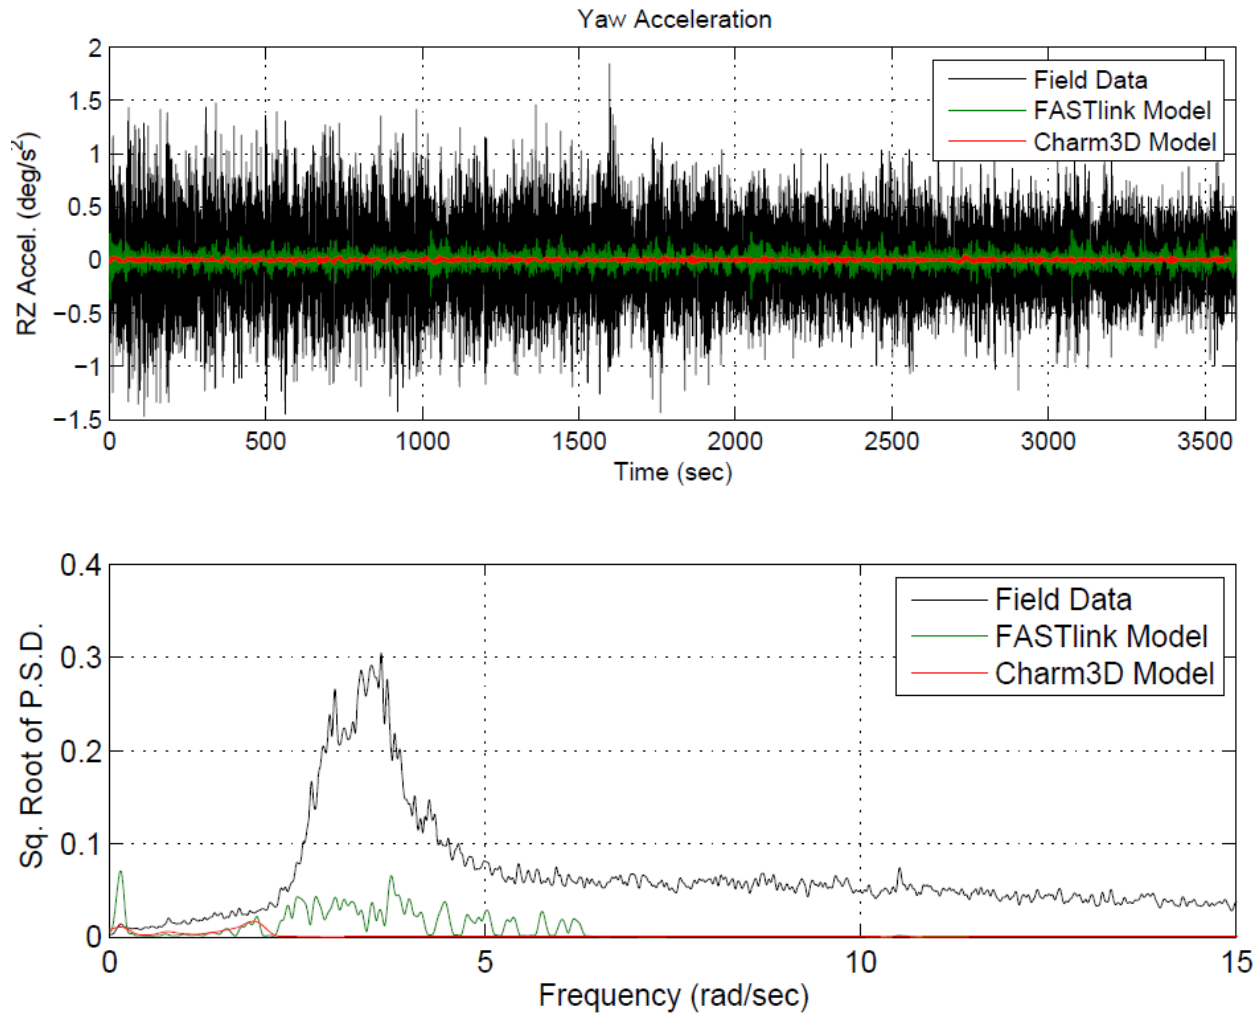 Yaw Acceleration
RZ Accel. (deg/s²)
2
1.5
1
0.5
0
−0.5
−1
−1.5
Field Data
FASTlink Model
Charm3D Model
0 500 1000 1500 2000 2500 3000 3500
Time (sec)
Sq. Root of P.S.D.
0.4
0.3
0.2
0.1
0
Field Data
FASTlink Model
Charm3D Model
0 5 10 15
Frequency (rad/sec)